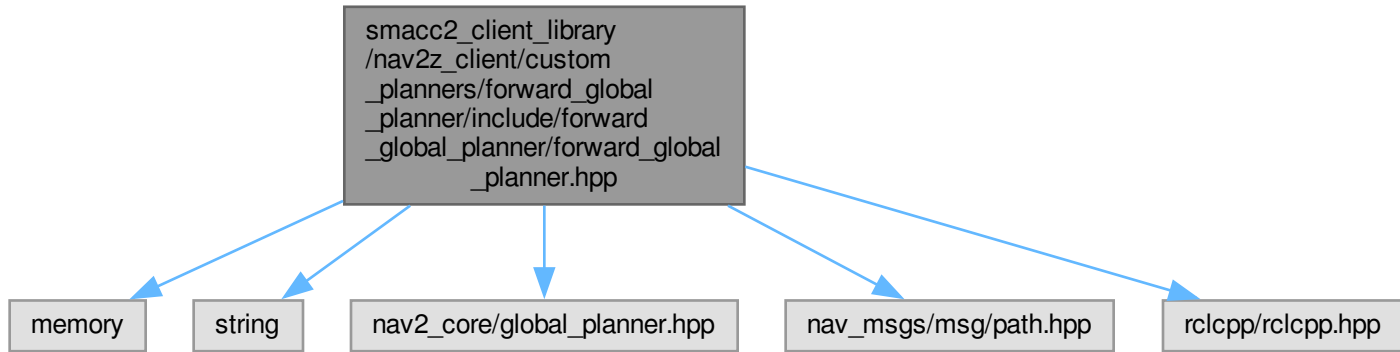 smacc2_client_library
/nav2z_client/custom
_planners/forward_global
_planner/include/forward
_global_planner/forward_global
_planner.hpp
memory
string
nav2_core/global_planner.hpp
nav_msgs/msg/path.hpp
rclcpp/rclcpp.hpp